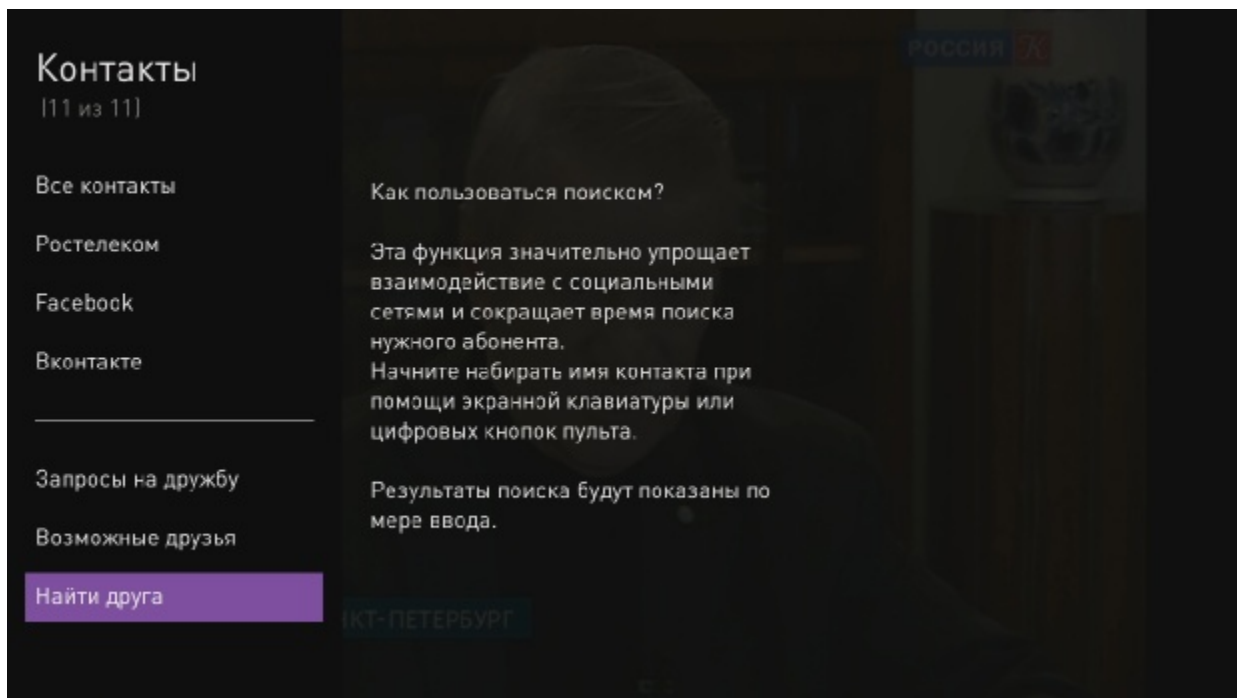 РОССИЯ К
Контакты
(11 из 11)
Все контакты
Ростелеком
Facebook
Вконтакте
Запросы на дружбу
Возможные друзья
Найти друга
Как пользоваться поиском?
Эта функция значительно упрощает
взаимодействие с социальными
сетями и сокращает время поиска
нужного абонента.
Начните набирать имя контакта при
помощи экранной клавиатуры или
цифровых кнопок пульта.
Результаты поиска будут показаны по
мере ввода.
НКТ-ПЕТЕРБУРГ